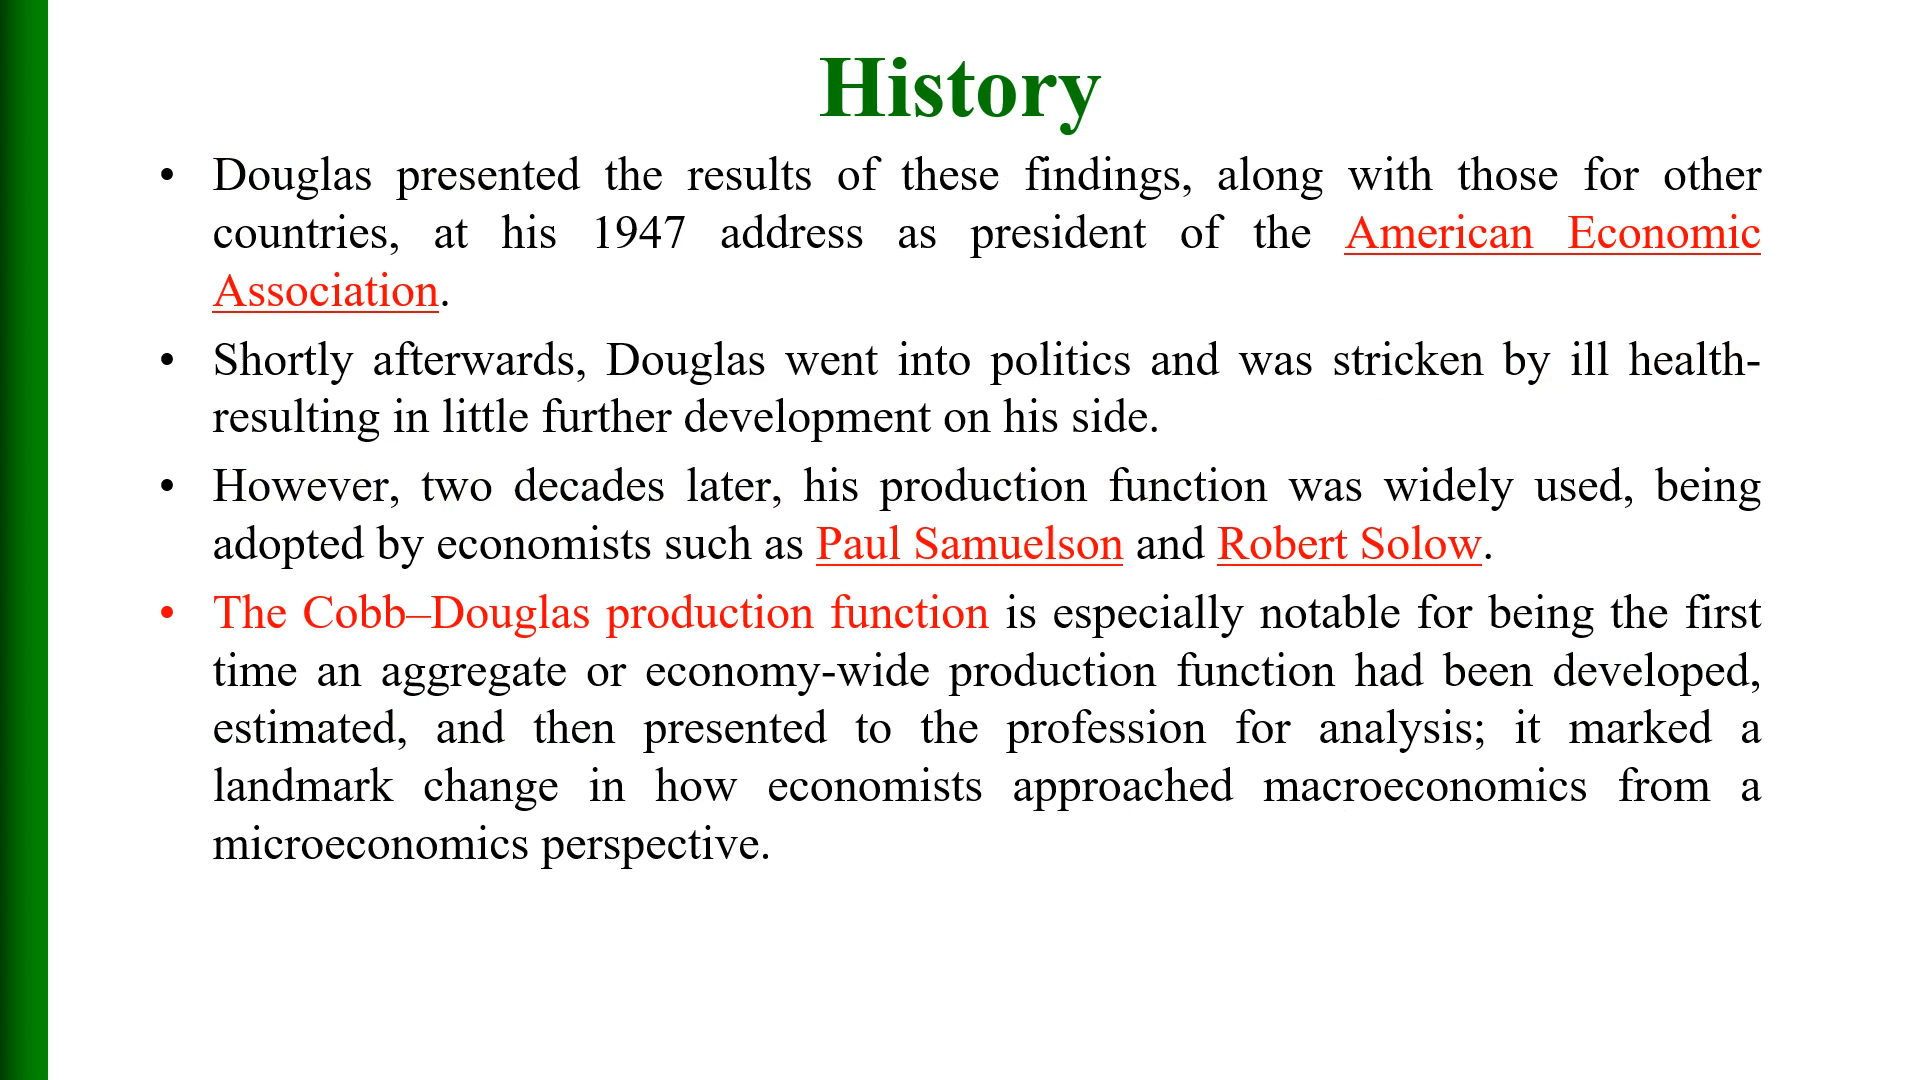 History
• Douglas presented the results of these findings, along with those for other
countries, at his 1947 address as president of the American Economic
Association.
• Shortly afterwards, Douglas went into politics and was stricken by ill health-
resulting in little further development on his side.
• However, two decades later, his production function was widely used, being
adopted by economists such as Paul Samuelson and Robert Solow.
• The Cobb–Douglas production function is especially notable for being the first
time an aggregate or economy-wide production function had been developed,
estimated, and then presented to the profession for analysis; it marked a
landmark change in how economists approached macroeconomics from a
microeconomics perspective.